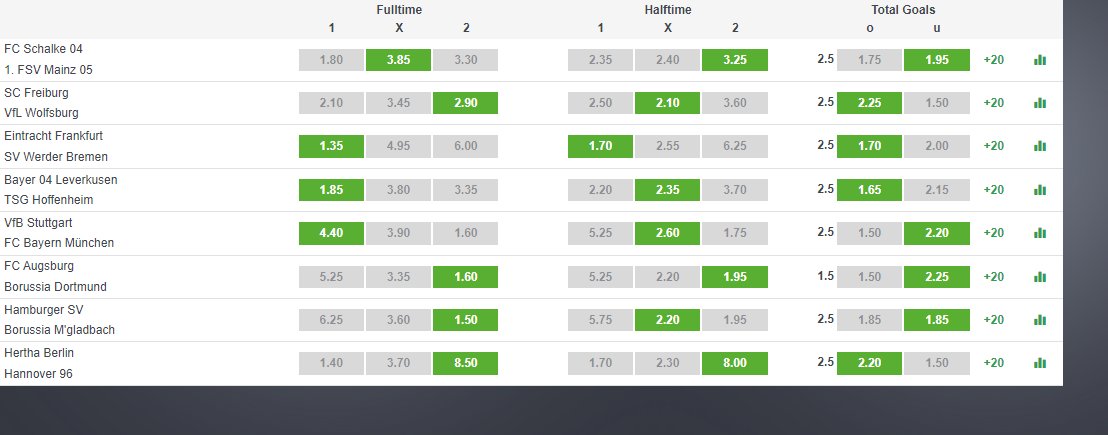 Fulltime Halftime Total Goals
1 X 2 1 X 2 o u
FC Schalke 04
1.80 3.85 3.30 2.35 2.40 3.25 2.5 1.75 1.95 +20
1. FSV Mainz 05
SC Freiburg
2.10 3.45 2.90 2.50 2.10 3.60 2.5 2.25 1.50 +20
VfL Wolfsburg
Eintracht Frankfurt
1.35 4.95 6.00 1.70 2.55 6.25 2.5 1.70 2.00 +20
SV Werder Bremen
Bayer 04 Leverkusen
1.85 3.80 3.35 2.20 2.35 3.70 2.5 1.65 2.15 +20
TSG Hoffenheim
VfB Stuttgart
4.40 3.90 1.60 5.25 2.60 1.75 2.5 1.50 2.20 +20
FC Bayern München
FC Augsburg
5.25 3.35 1.60 5.25 2.20 1.95 1.5 1.50 2.25 +20
Borussia Dortmund
Hamburger SV
6.25 3.60 1.50 5.75 2.20 1.95 2.5 1.85 1.85 +20
Borussia M'gladbach
Hertha Berlin
1.40 3.70 8.50 1.70 2.30 8.00 2.5 2.20 1.50 +20
Hannover 96